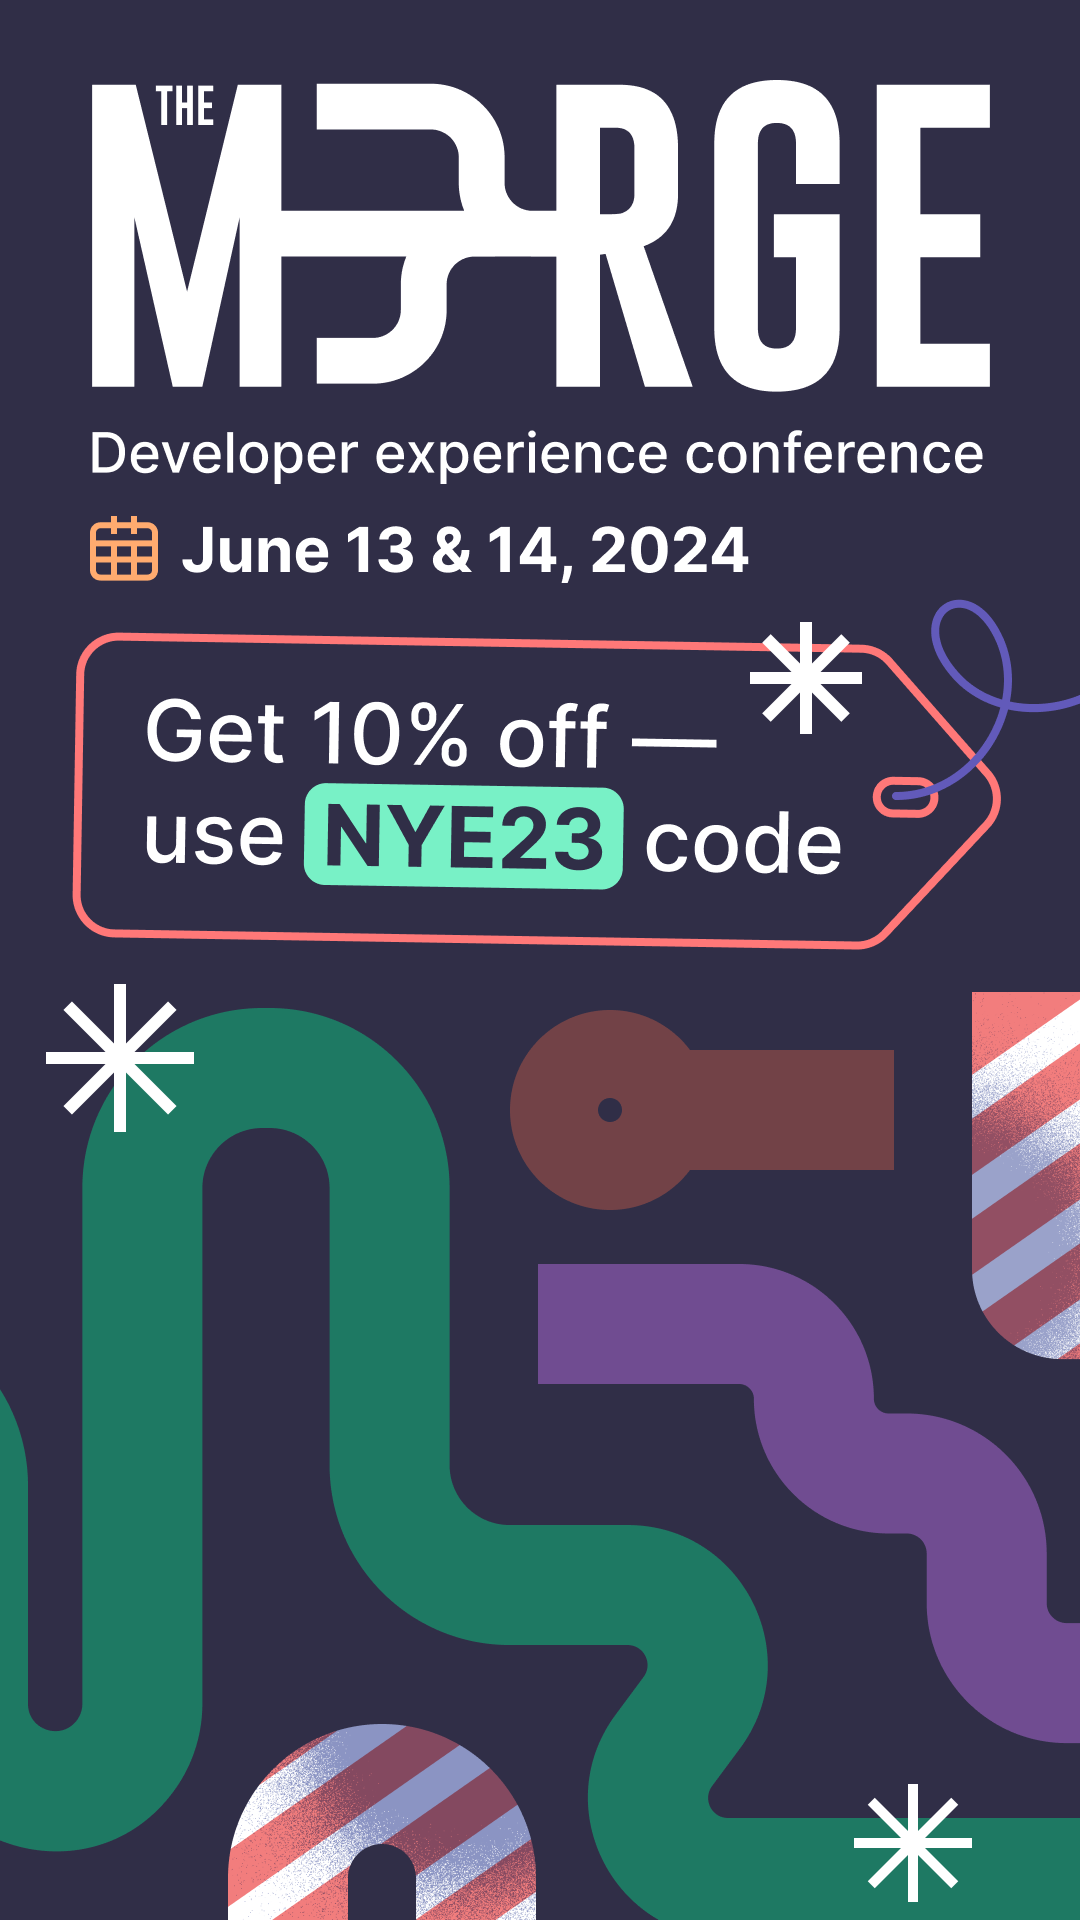 THE
MERGE
Developer experience conference
June 13 & 14, 2024
Get 10% off —
use NYE23 code